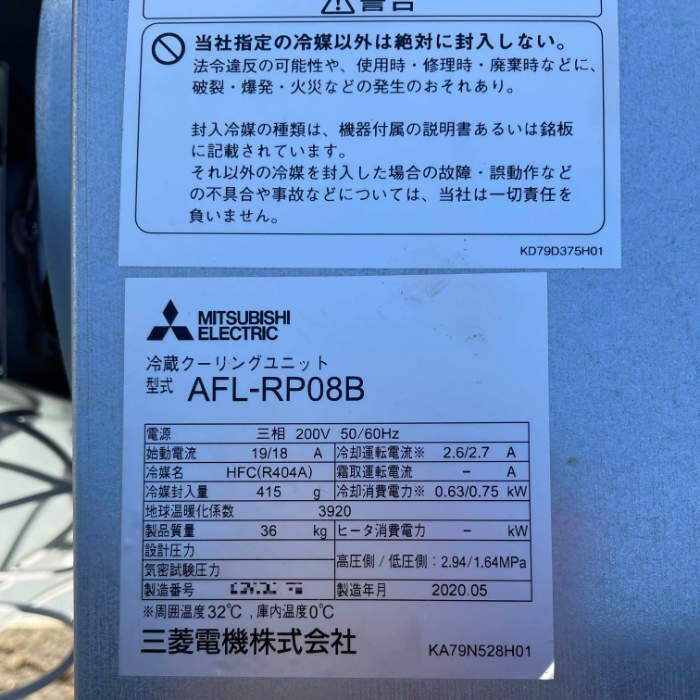 ⚠警告
当社指定の冷媒以外は絶対に封入しない。
法令違反の可能性や、使用時・修理時・廃棄時などに、
破裂・爆発・火災などの発生のおそれあり。
封入冷媒の種類は、機器付属の説明書あるいは銘板
に記載されています。
それ以外の冷媒を封入した場合の故障・誤動作など
の不具合や事故などについては、当社は一切責任を
負いません。
KD79D375H01
MITSUBISHI
ELECTRIC
冷蔵クーリングユニット
型式 AFL-RP08B
電源 三相 200V 50/60Hz
始動電流 19/18 A 冷却運転電流※ 2.6/2.7 A
冷媒名 HFC(R404A) 霜取運転電流 - A
冷媒封入量 415 g 冷却消費電力※ 0.63/0.75 kW
地球温暖化係数 3920
製品質量 36 kg ヒータ消費電力 - kW
設計圧力
気密試験圧力 高圧側/低圧側:2.94/1.64MPa
製造番号 製造年月 2020.05
※周囲温度32℃,庫内温度0℃
三菱電機株式会社
KA79N528H01